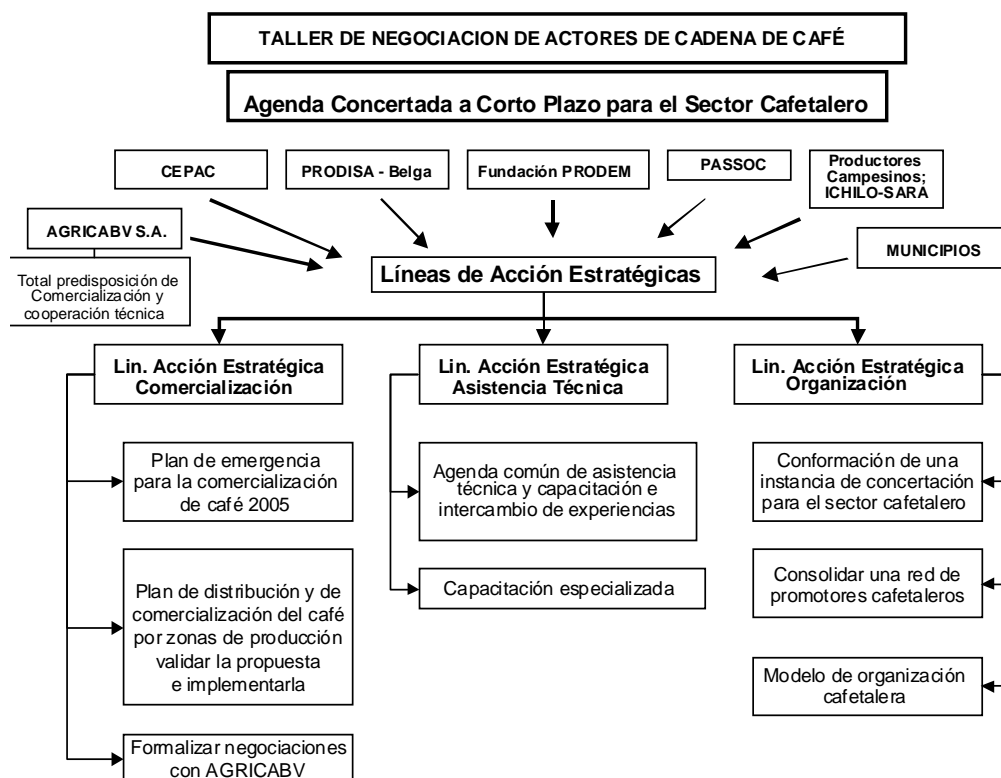 TALLER DE NEGOCIACION DE ACTORES DE CADENA DE CAFÉ
Agenda Concertada a Corto Plazo para el Sector Cafetalero
CEPAC
PRODISA - Belga
Fundación PRODEM
PASSOC
Productores
Campesinos;
ICHILO-SARA
AGRICABV S.A.
MUNICIPIOS
Total predisposición de
Comercialización y
cooperación técnica
Líneas de Acción Estratégicas
Lin. Acción Estratégica
Comercialización
Lin. Acción Estratégica
Asistencia Técnica
Lin. Acción Estratégica
Organización
Plan de emergencia
para la comercialización
de café 2005
Agenda común de asistencia
técnica y capacitación e
intercambio de experiencias
Conformación de una
instancia de concertación
para el sector cafetalero
Plan de distribución y de
comercialización del café
por zonas de producción
validar la propuesta
e implementarla
Capacitación especializada
Consolidar una red de
promotores cafetaleros
Modelo de organización
cafetalera
Formalizar negociaciones
con AGRICABV